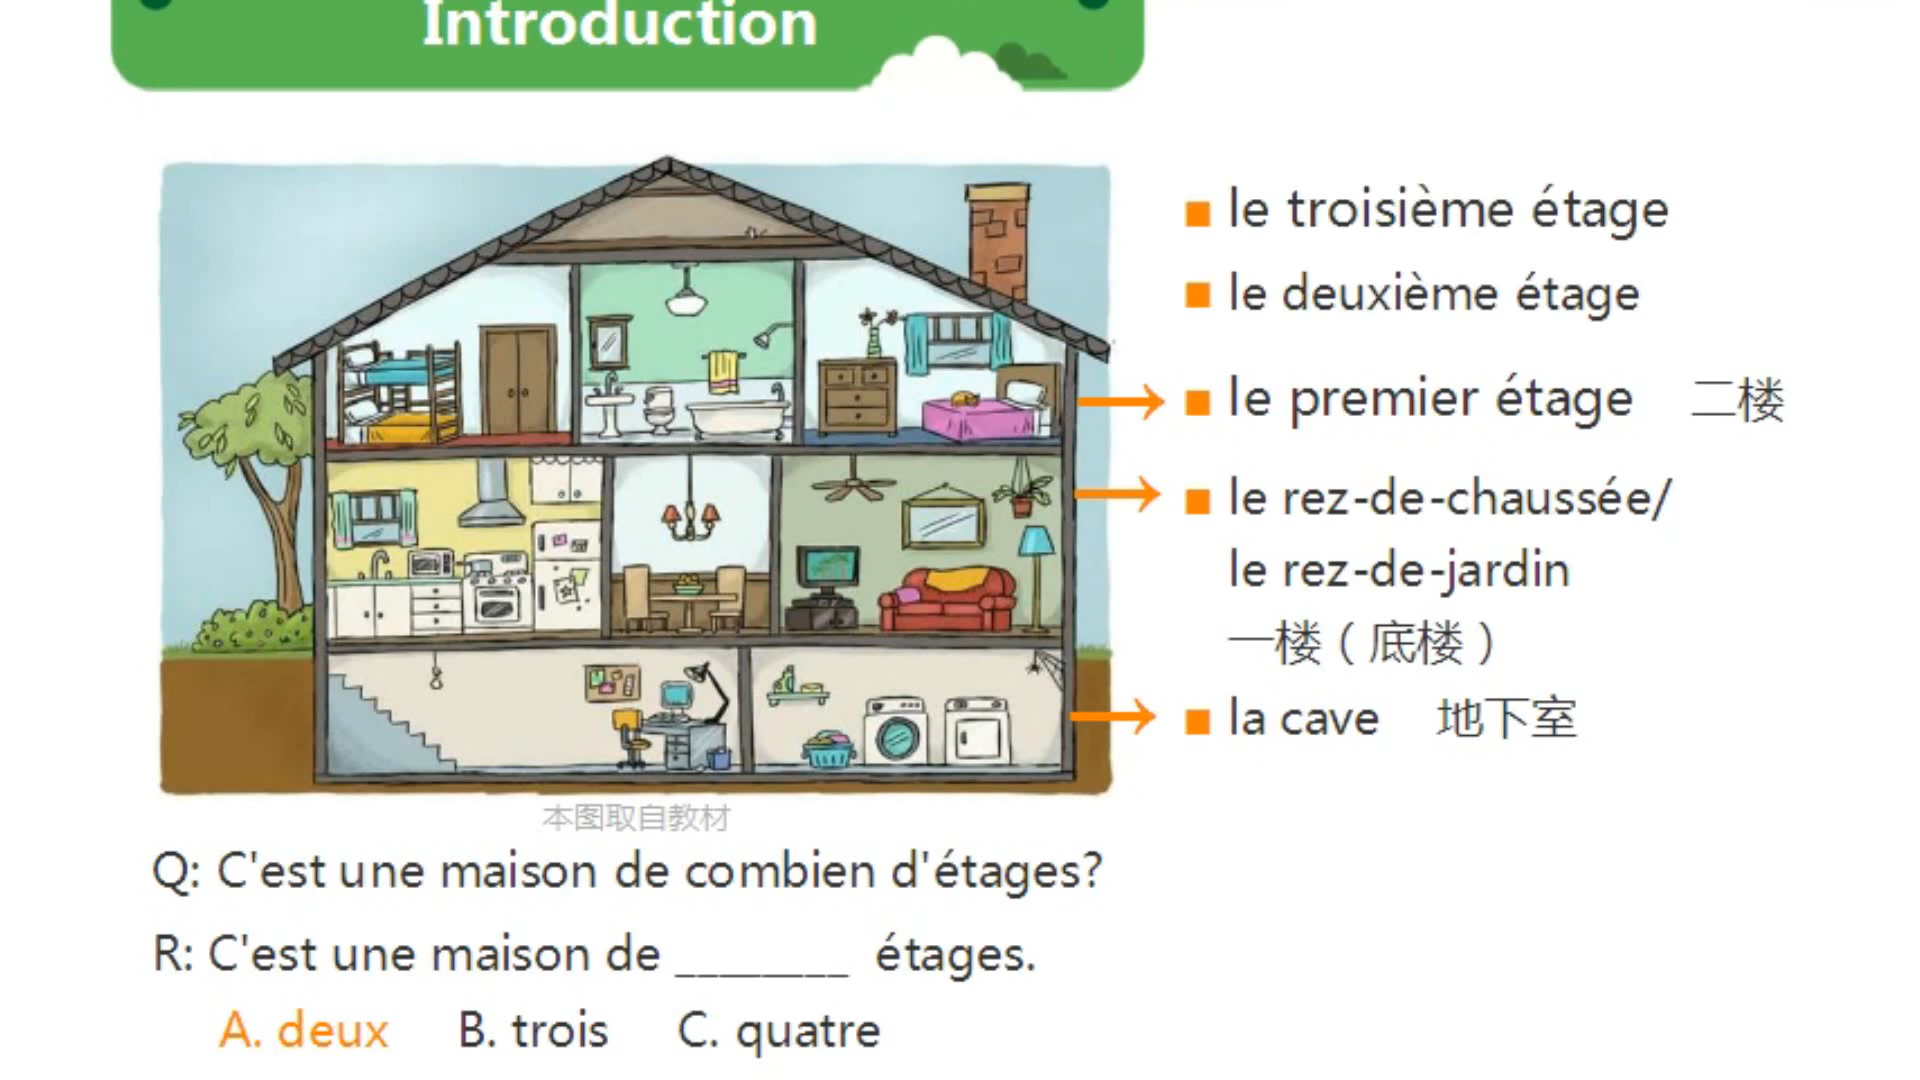 Introduction
le troisième étage
le deuxième étage
le premier étage 二楼
le rez-de-chaussée/
le rez-de-jardin
一楼（底楼）
la cave 地下室
本图取自教材
Q: C'est une maison de combien d'étages?
R: C'est une maison de ________ étages.
A. deux B. trois C. quatre